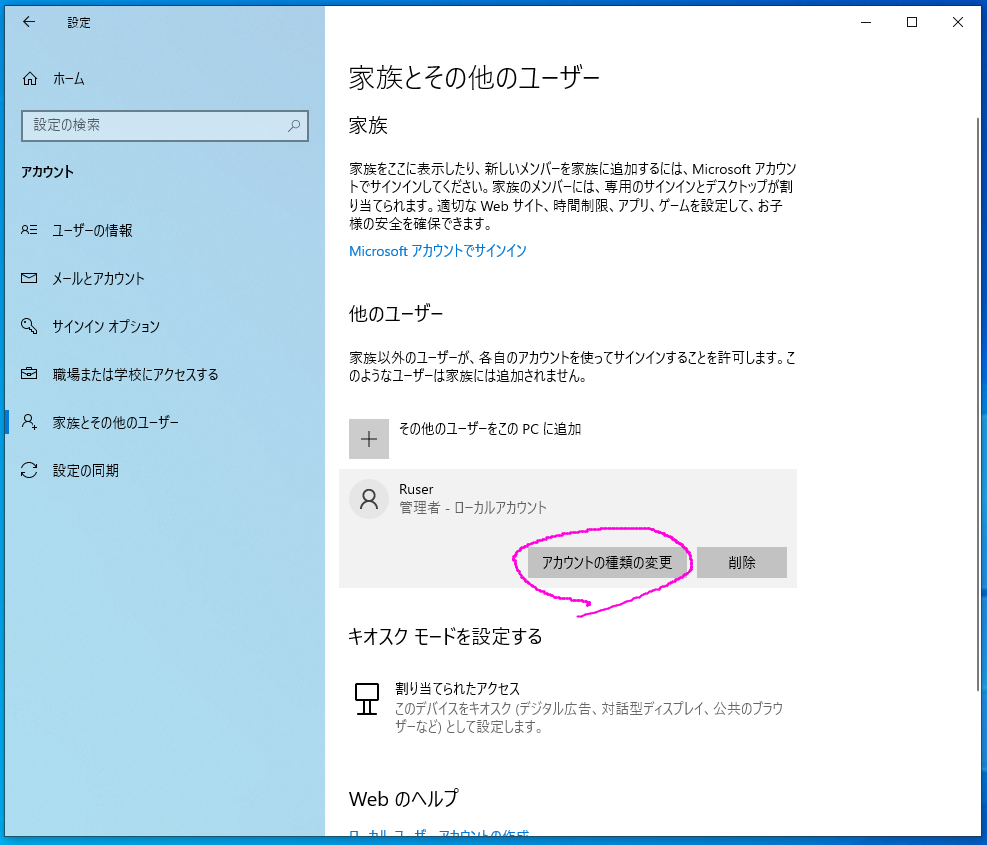 設定
ホーム
設定の検索
アカウント
ユーザーの情報
メールとアカウント
サインイン オプション
職場または学校にアクセスする
家族とその他のユーザー
設定の同期
家族とその他のユーザー
家族
家族をここに表示したり、新しいメンバーを家族に追加するには、Microsoft アカウン
トでサインインしてください。家族のメンバーには、専用のサインインとデスクトップが割
り当てられます。適切な Web サイト、時間制限、アプリ、ゲームを設定して、お子
様の安全を確保できます。
Microsoft アカウントでサインイン
他のユーザー
家族以外のユーザーが、各自のアカウントを使ってサインインすることを許可します。こ
のようなユーザーは家族には追加されません。
その他のユーザーをこの PC に追加
Ruser
管理者 - ローカルアカウント
アカウントの種類の変更
削除
キオスク モードを設定する
割り当てられたアクセス
このデバイスをキオスク (デジタル広告、対話型ディスプレイ、公共のブラウ
ザーなど) として設定します。
Web のヘルプ
ローカル ユーザー アカウントの作成